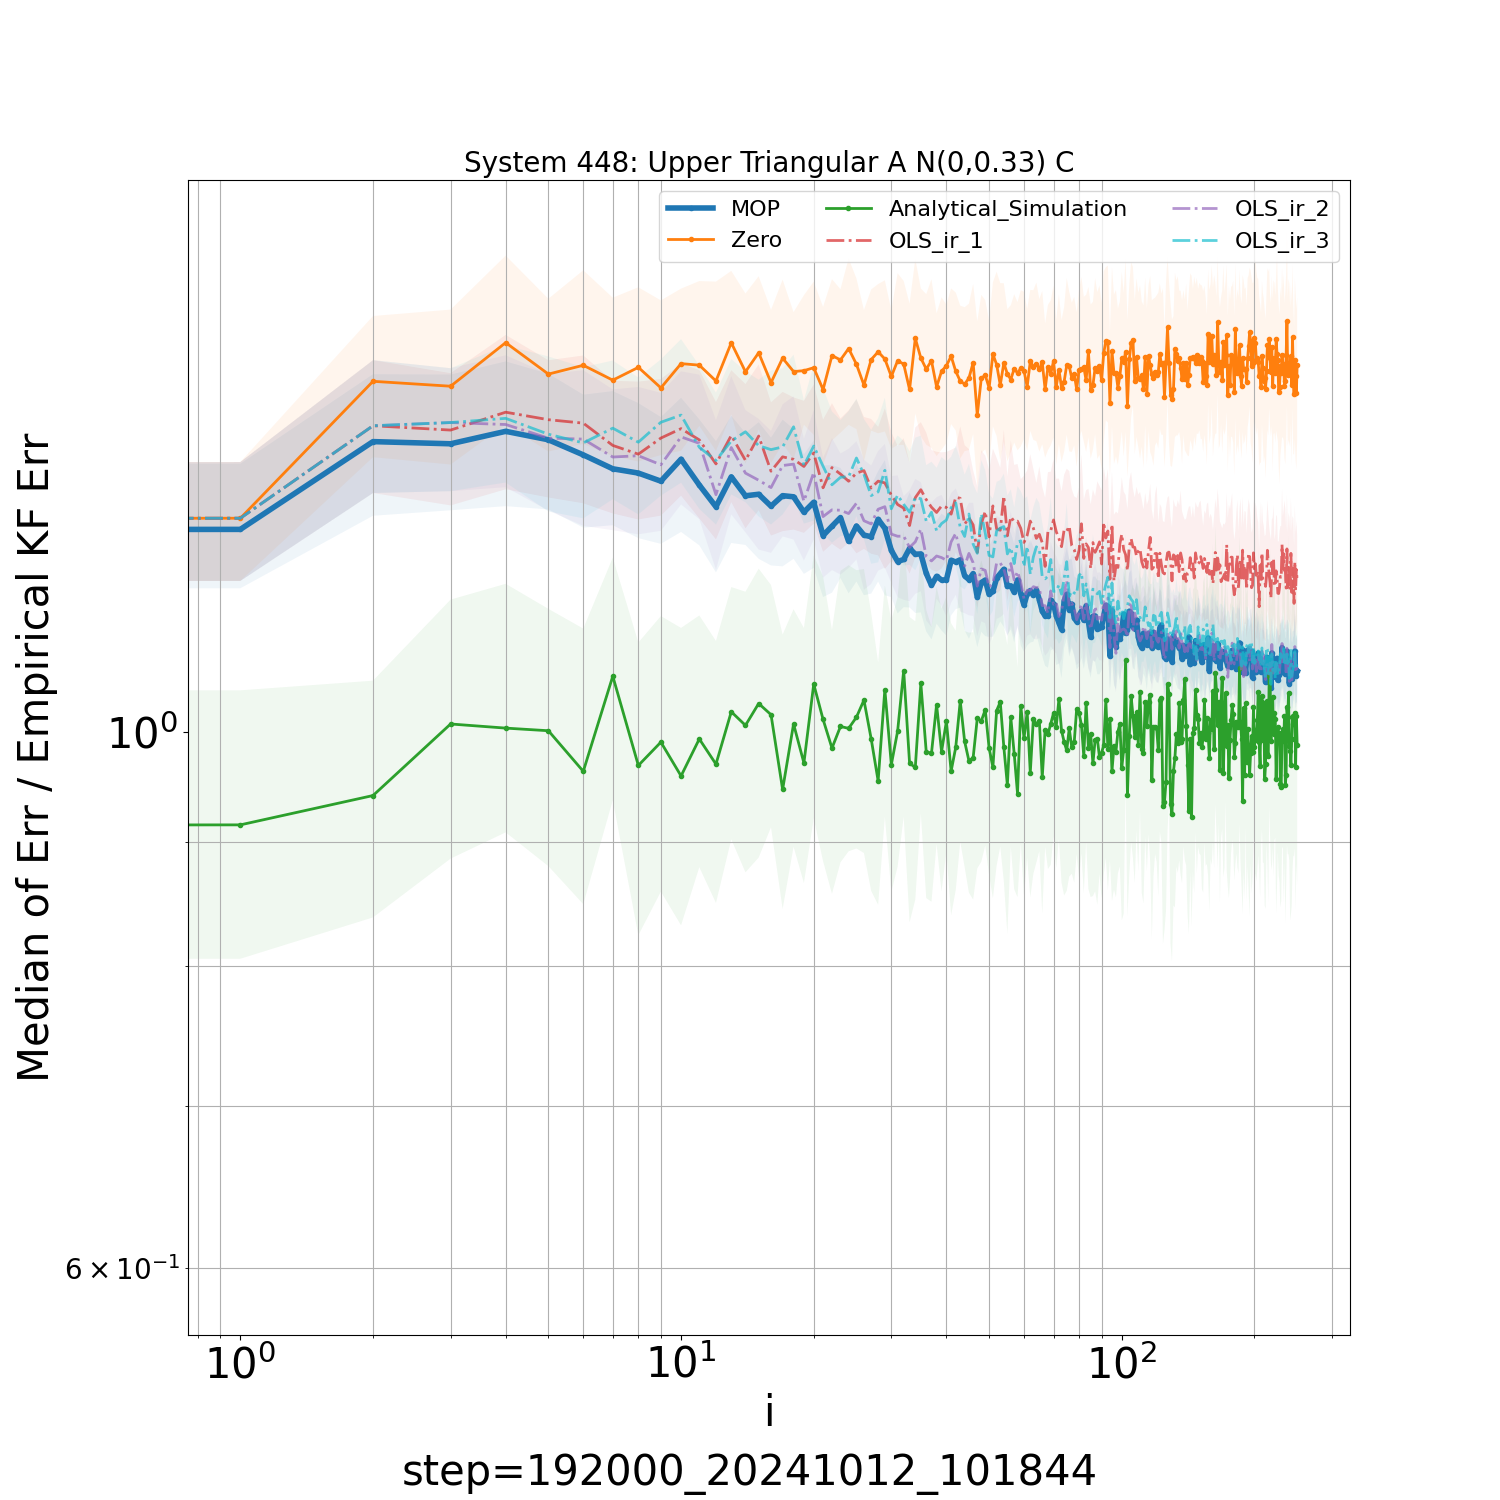 System 448: Upper Triangular A N(0,0.33) C
MOP
Zero
Analytical_Simulation
OLS_ir_1
OLS_ir_2
OLS_ir_3
Median of Err / Empirical KF Err
10⁰
6 × 10⁻¹
10⁰ 10¹ 10²
i
step=192000_20241012_101844